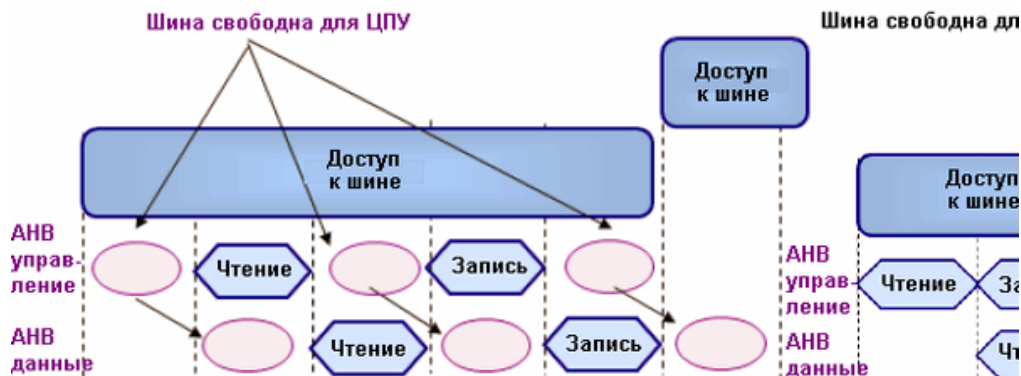 Шина свободна для ЦПУ
Шина свободна
Доступ
к шине
Доступ
к шине
Доступ
к шине
АНВ
управ-
ление
Чтение
Запись
АНВ
данные
Чтение
Запись
АНВ
управ-
ление
Чтение
АНВ
данные